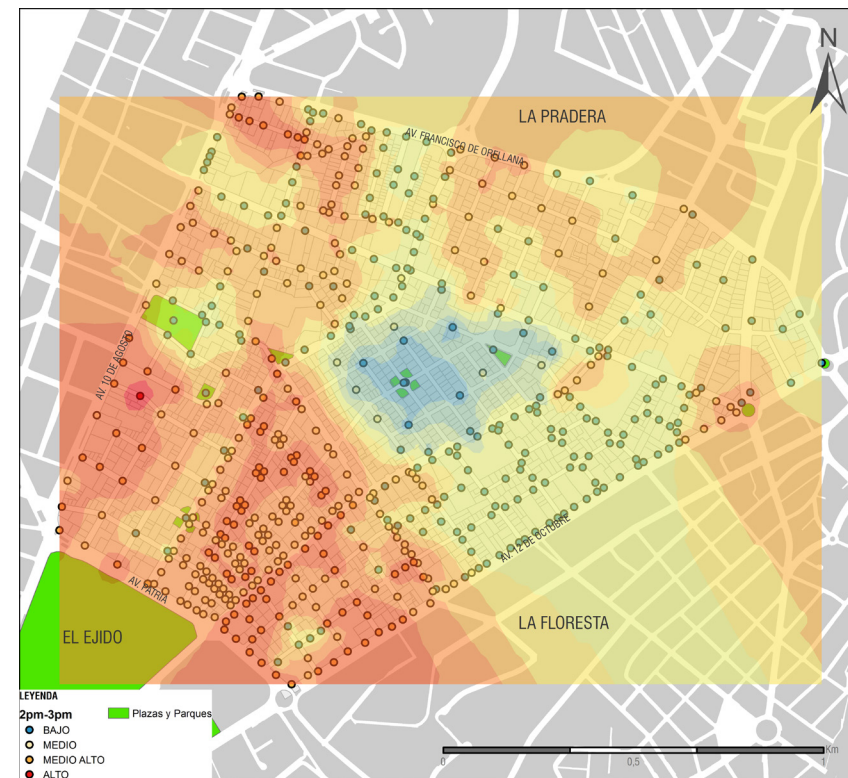 N
LA PRADERA
AV. FRANCISCO DE ORELLANA
AV. 10 DE AGOSTO
AV. 12 DE OCTUBRE
AV. PATRIA
EL EJIDO
LA FLORESTA
LEYENDA
2pm-3pm
Plazas y Parques
BAJO
MEDIO
MEDIO ALTO
ALTO
Km
0
0,5
1